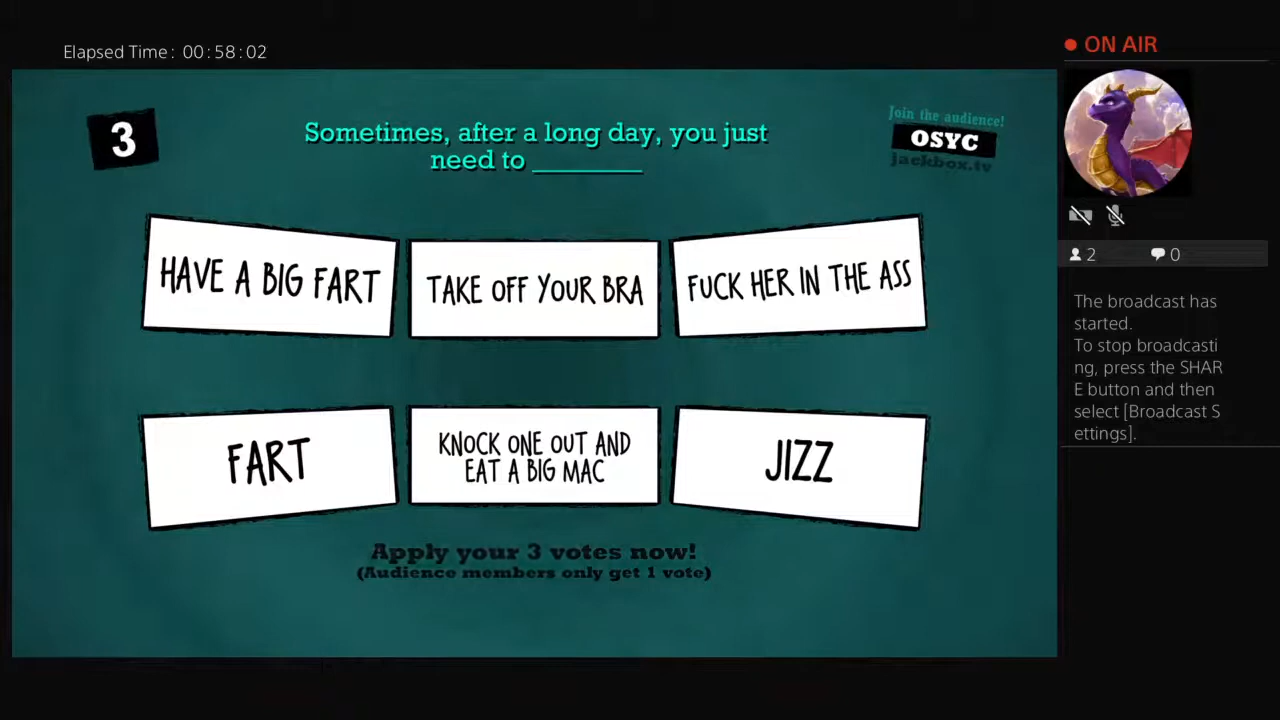 Elapsed Time: 00:58:02
ON AIR
3
Sometimes, after a long day, you just
need to ________
Join the audience!
OSYC
jackbox.tv
HAVE A BIG FART
TAKE OFF YOUR BRA
FUCK HER IN THE ASS
FART
KNOCK ONE OUT AND
EAT A BIG MAC
JIZZ
Apply your 3 votes now!
(Audience members only get 1 vote)
2
0
The broadcast has
started.
To stop broadcasti
ng, press the SHAR
E button and then
select [Broadcast S
ettings].